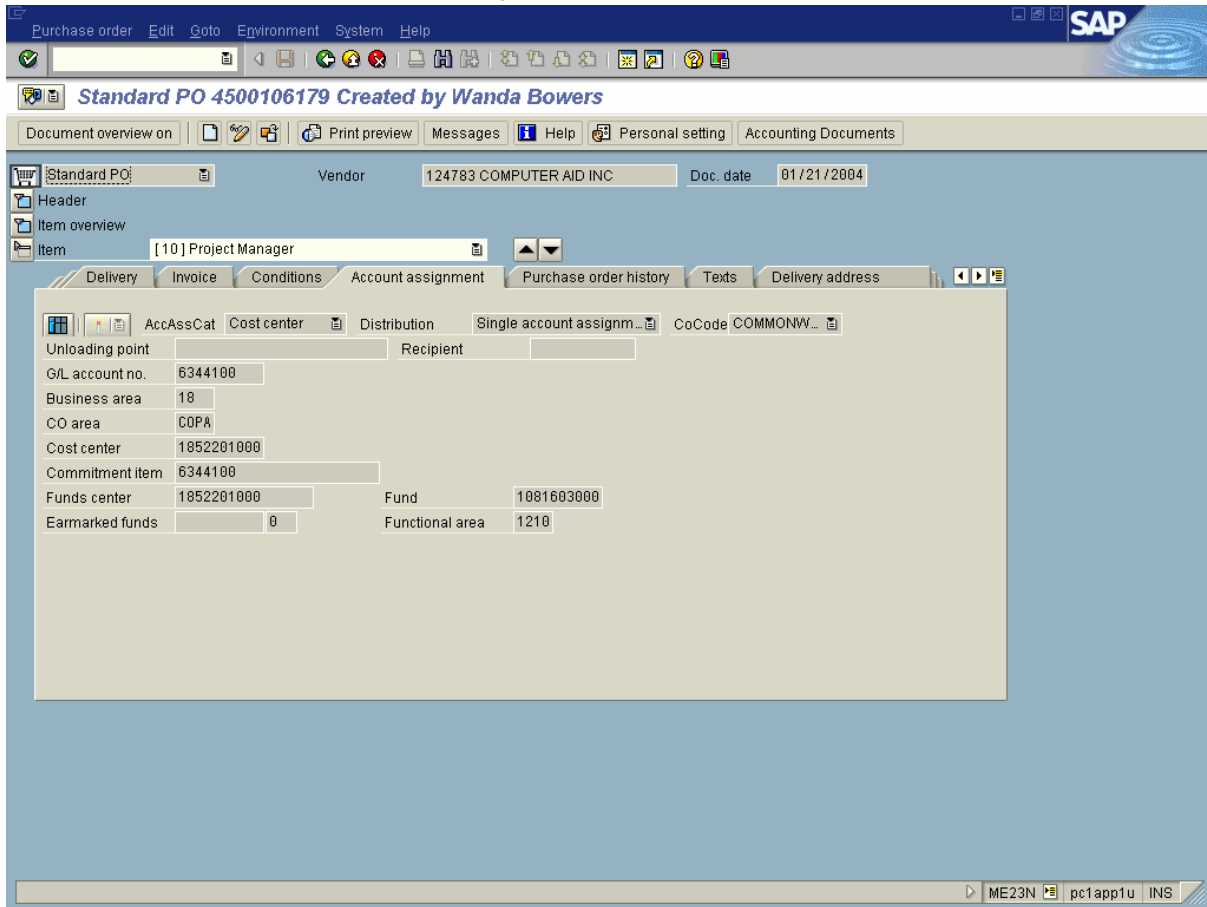 Purchase order Edit Goto Environment System Help
SAP
Standard PO 4500106179 Created by Wanda Bowers
Document overview on Print preview Messages Help Personal setting Accounting Documents
Standard PO Vendor 124783 COMPUTER AID INC Doc. date 01/21/2004
Header
Item overview
Item [ 10 ] Project Manager
Delivery Invoice Conditions Account assignment Purchase order history Texts Delivery address
AccAssCat Cost center Distribution Single account assignm... CoCode COMMONW...
Unloading point Recipient
G/L account no. 6344100
Business area 18
CO area COPA
Cost center 1852201000
Commitment item 6344100
Funds center 1852201000 Fund 1081603000
Earmarked funds 0 Functional area 1210
ME23N pc1app1u INS